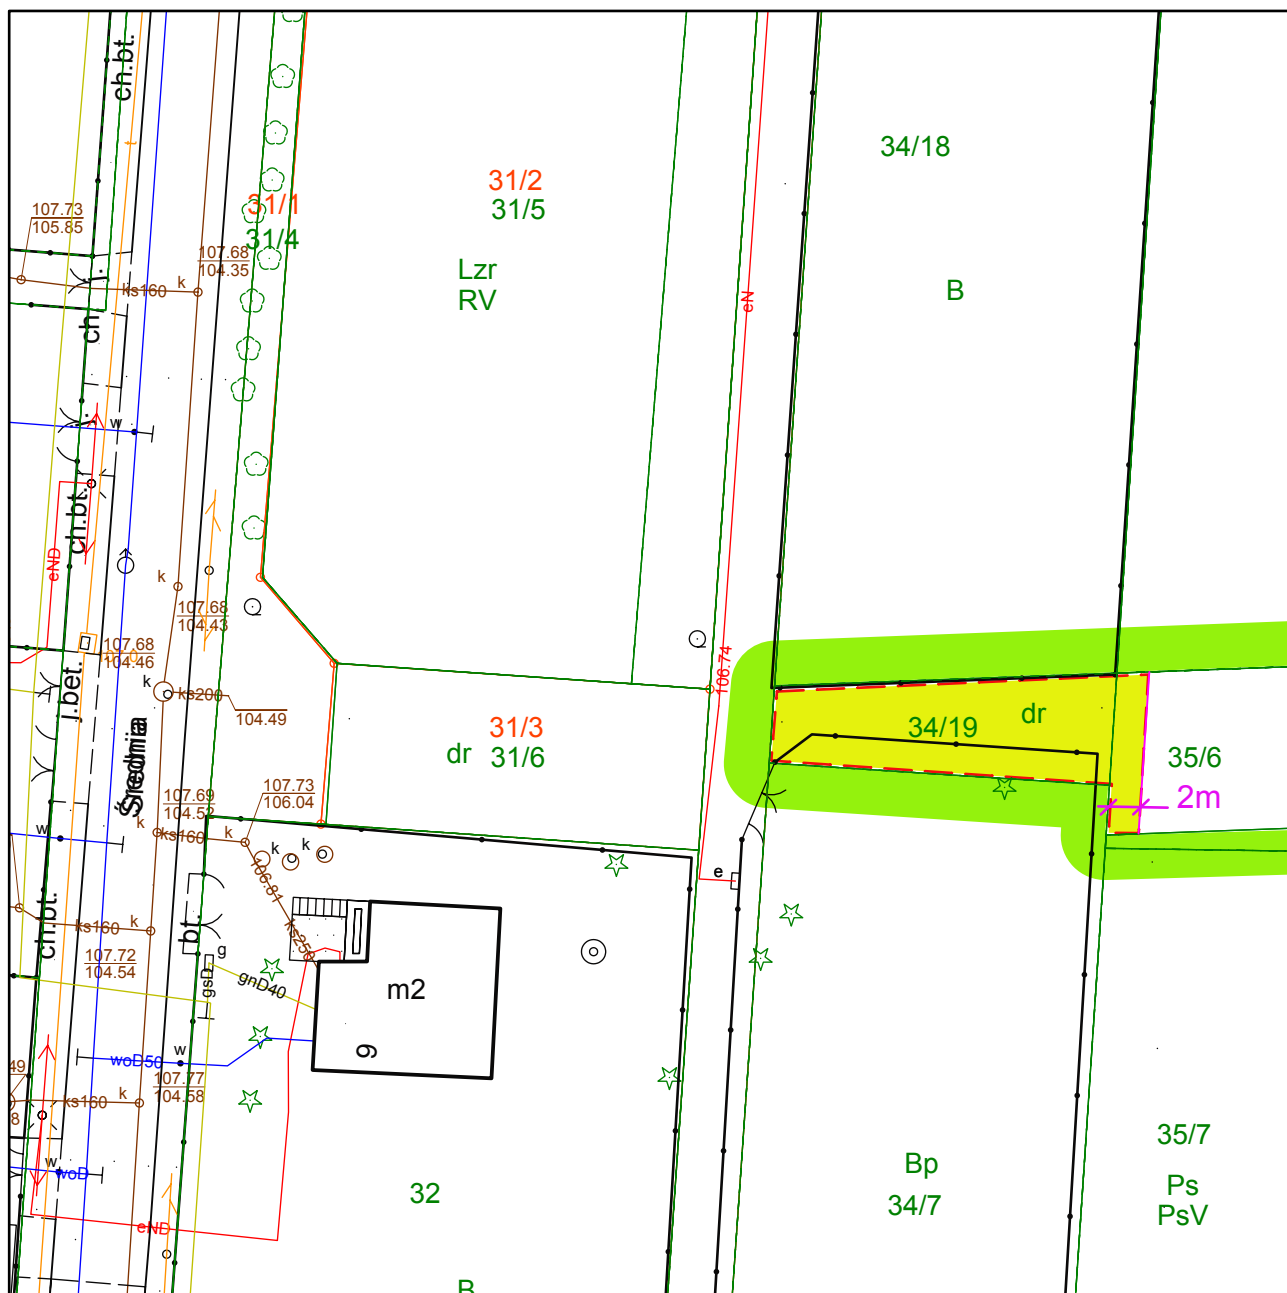 ch.bt.
t
34/18
31/2
31/5
107.73
105.85
31/1
31/4
107.68
104.35
Lzr
RV
B
eN
ch.
j.
ks160
k
j.
w
ch.bt.
eND
k
107.68
104.43
107.68
104.46
106.74
j.bet.
k
ks200
104.49
dr
34/19
31/3
dr
31/6
35/6
2m
Średnia
107.73
106.04
107.69
104.52
w
k
ks160
k
k
k
e
106.81
ch.bt.
ks160
k
bt.
ks250
g
107.72
104.54
gsD
gnD40
m2
9
w
woD50
49
107.77
104.58
k
ks160
8
35/7
w
woD
Bp
Ps
32
34/7
PsV
eND
B